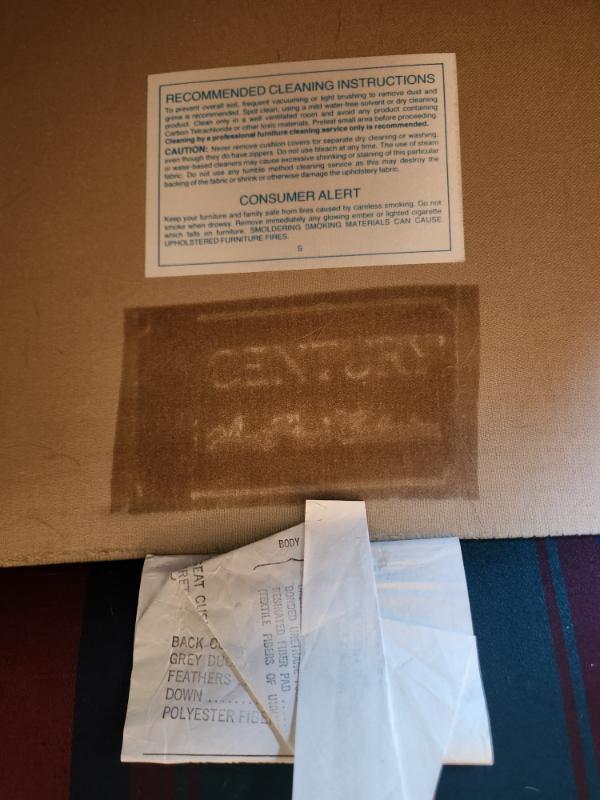 RECOMMENDED CLEANING INSTRUCTIONS
To prevent overall soil, frequent vacuuming or light brushing to remove dust and
grime is recommended. Spot clean, using a mild water-free solvent or dry cleaning
product. Clean only in a well ventilated room and avoid any product containing
Carbon Tetrachloride or other toxic materials. Pretest small area before proceeding.
Cleaning by a professional furniture cleaning service only is recommended.
CAUTION: Never remove cushion covers for separate dry cleaning or washing,
even though they do have zippers. Do not use bleach at any time. The use of steam
or water-based cleaners may cause excessive shrinking or staining of this particular
fabric. Do not use any tumble method cleaning service as this may destroy the
backing of the fabric or shrink or otherwise damage the upholstery fabric.
CONSUMER ALERT
Keep your furniture and family safe from fires caused by careless smoking. Do not
smoke when drowsy. Remove immediately any glowing ember or lighted cigarette
which falls on furniture. SMOLDERING SMOKING MATERIALS CAN CAUSE
UPHOLSTERED FURNITURE FIRES.
S
CENTURY
BODY
BONDED URETHANE
FIBER PAD
TEXTILE FIBERS OF
BACK
GREY
FEATHERS
DOWN ........
POLYESTER